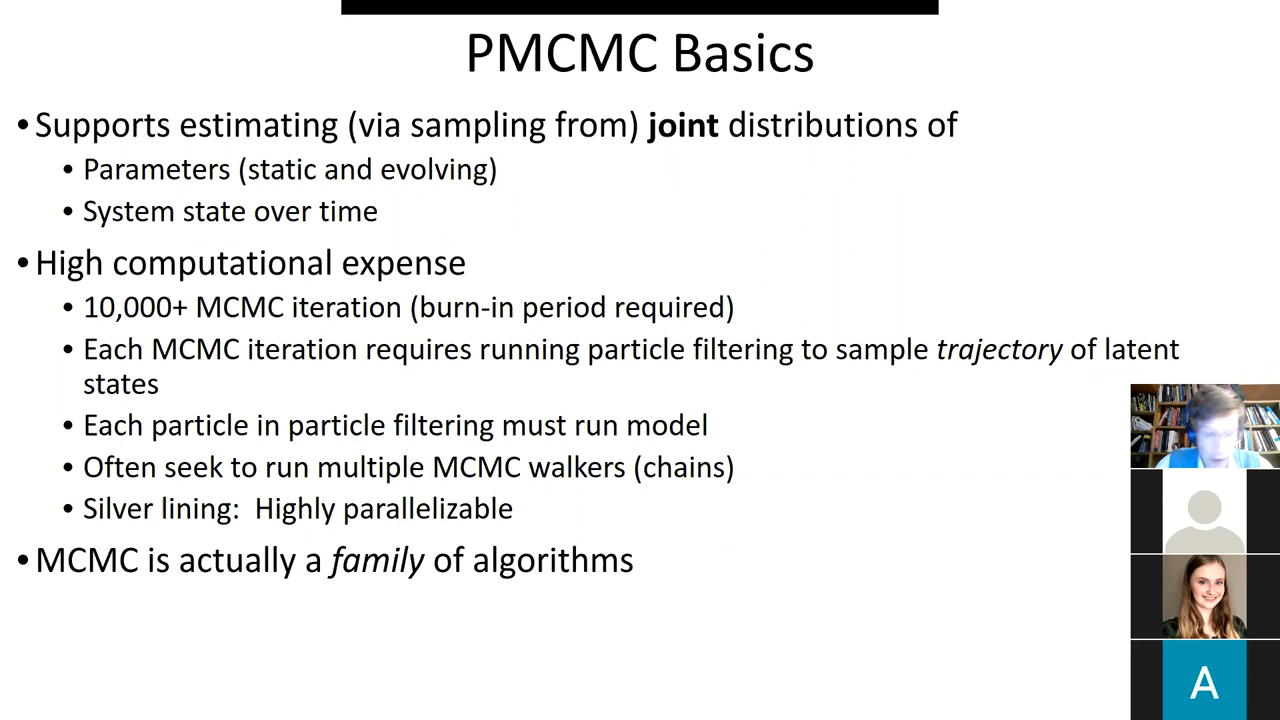 PMCMC Basics
• Supports estimating (via sampling from) joint distributions of
• Parameters (static and evolving)
• System state over time
• High computational expense
• 10,000+ MCMC iteration (burn-in period required)
• Each MCMC iteration requires running particle filtering to sample trajectory of latent
states
• Each particle in particle filtering must run model
• Often seek to run multiple MCMC walkers (chains)
• Silver lining:  Highly parallelizable
• MCMC is actually a family of algorithms
A